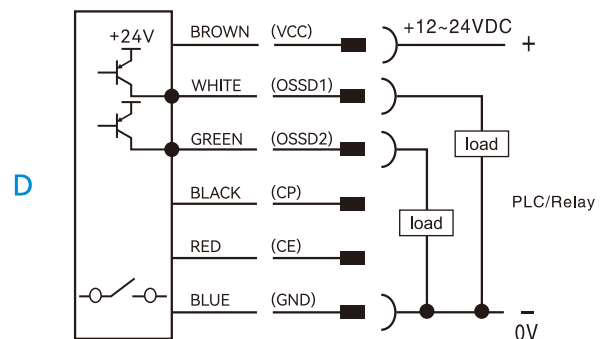 +24V BROWN (VCC) +12~24VDC +
WHITE (OSSD1)
load
GREEN (OSSD2)
D
BLACK (CP) PLC/Relay
load
RED (CE)
BLUE (GND) −
0V